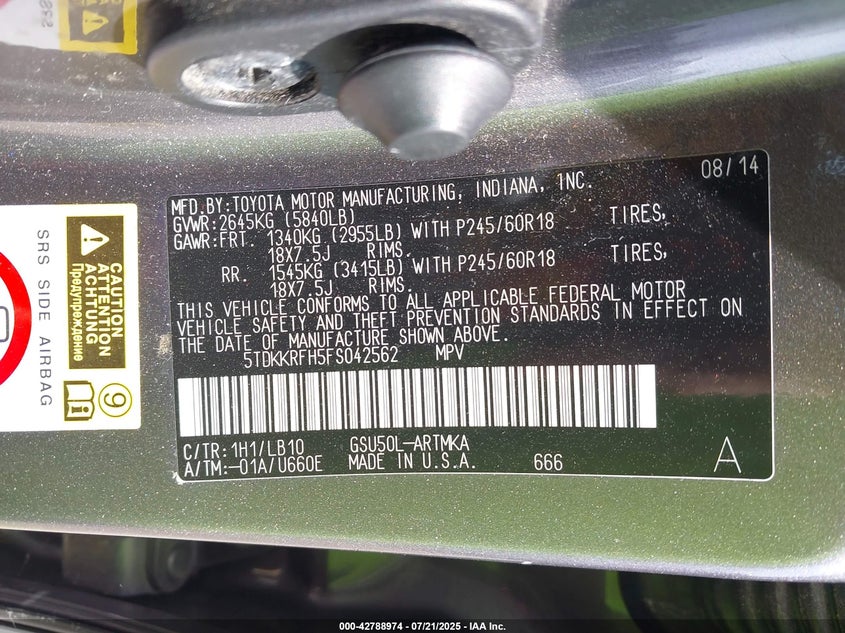 MFD.BY:TOYOTA MOTOR MANUFACTURING, INDIANA, INC. 08/14
GVWR:2645KG (5840LB)
GAWR:FRT. 1340KG (2955LB) WITH P245/60R18 TIRES,
18X7.5J RIMS.
RR. 1545KG (3415LB) WITH P245/60R18 TIRES,
18X7.5J RIMS.
THIS VEHICLE CONFORMS TO ALL APPLICABLE FEDERAL MOTOR
VEHICLE SAFETY AND THEFT PREVENTION STANDARDS IN EFFECT ON
THE DATE OF MANUFACTURE SHOWN ABOVE.
5TDKKRFH5FS042562 MPV
C/TR:1H1/LB10 GSU50L-ARTMKA
A/TM:-01A/U660E MADE IN U.S.A. 666 A
SRS SIDE AIRBAG
CAUTION
ATTENTION
ACHTUNG
Предупреждение
9
i
000-42788974 / 07/21/2025 - IAA Inc.